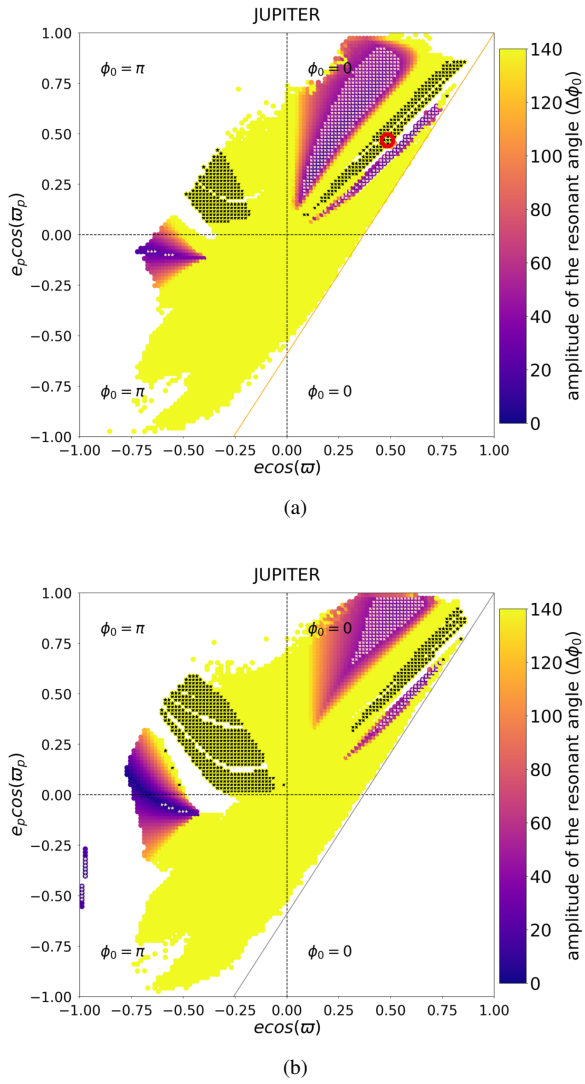 JUPITER
1.00
0.75
0.50
0.25
0.00
−0.25
−0.50
−0.75
−1.00
e_p cos(ϖ_p)
ϕ₀ = π
ϕ₀ = 0
ϕ₀ = π
ϕ₀ = 0
−1.00 −0.75 −0.50 −0.25 0.00 0.25 0.50 0.75 1.00
ecos(ϖ)
140
120
100
80
60
40
20
0
amplitude of the resonant angle (Δϕ₀)
(a)
JUPITER
1.00
0.75
0.50
0.25
0.00
−0.25
−0.50
−0.75
−1.00
e_p cos(ϖ_p)
ϕ₀ = π
ϕ₀ = 0
ϕ₀ = π
ϕ₀ = 0
−1.00 −0.75 −0.50 −0.25 0.00 0.25 0.50 0.75 1.00
ecos(ϖ)
140
120
100
80
60
40
20
0
amplitude of the resonant angle (Δϕ₀)
(b)